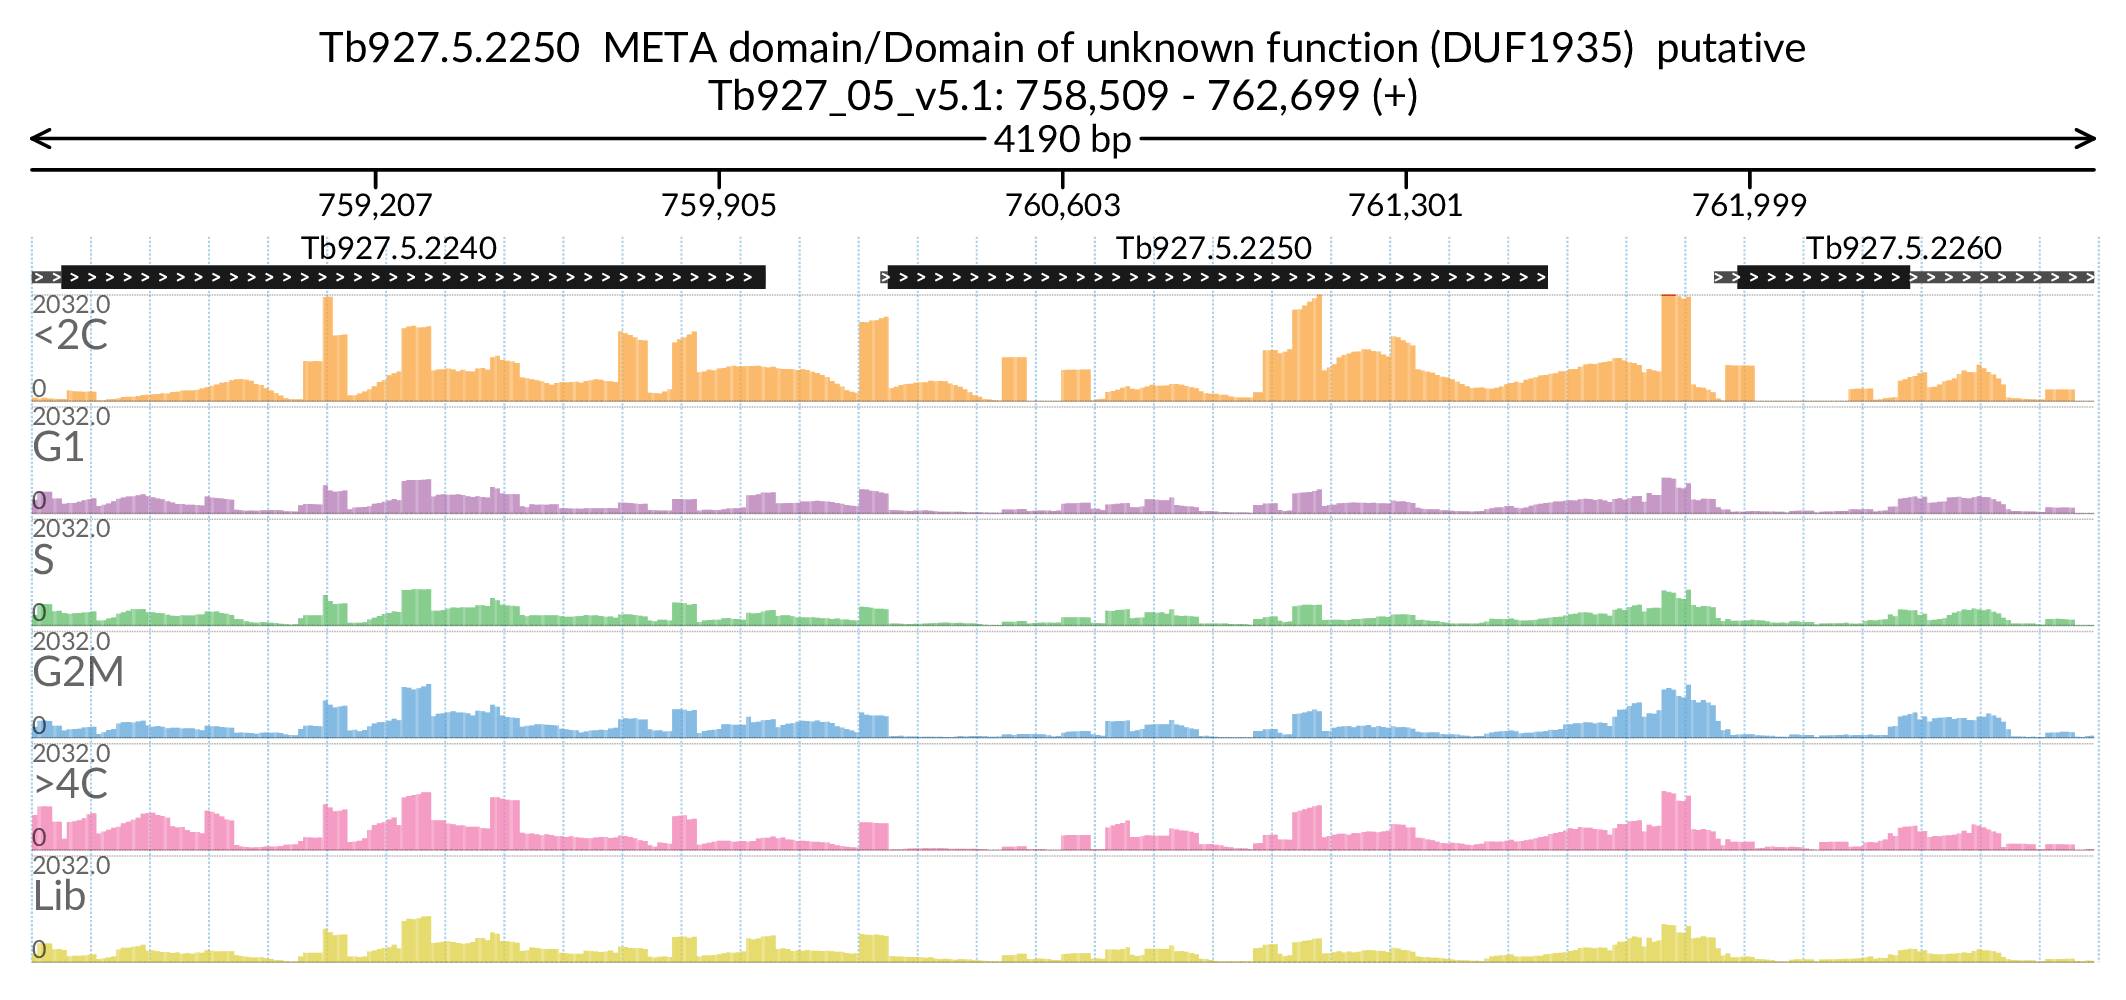 Tb927.5.2250  META domain/Domain of unknown function (DUF1935)  putative
Tb927_05_v5.1: 758,509 - 762,699 (+)
4190 bp
759,207 759,905 760,603 761,301 761,999
Tb927.5.2240 Tb927.5.2250 Tb927.5.2260
2032.0
<2C
0
2032.0
G1
0
2032.0
S
0
2032.0
G2M
0
2032.0
>4C
0
2032.0
Lib
0